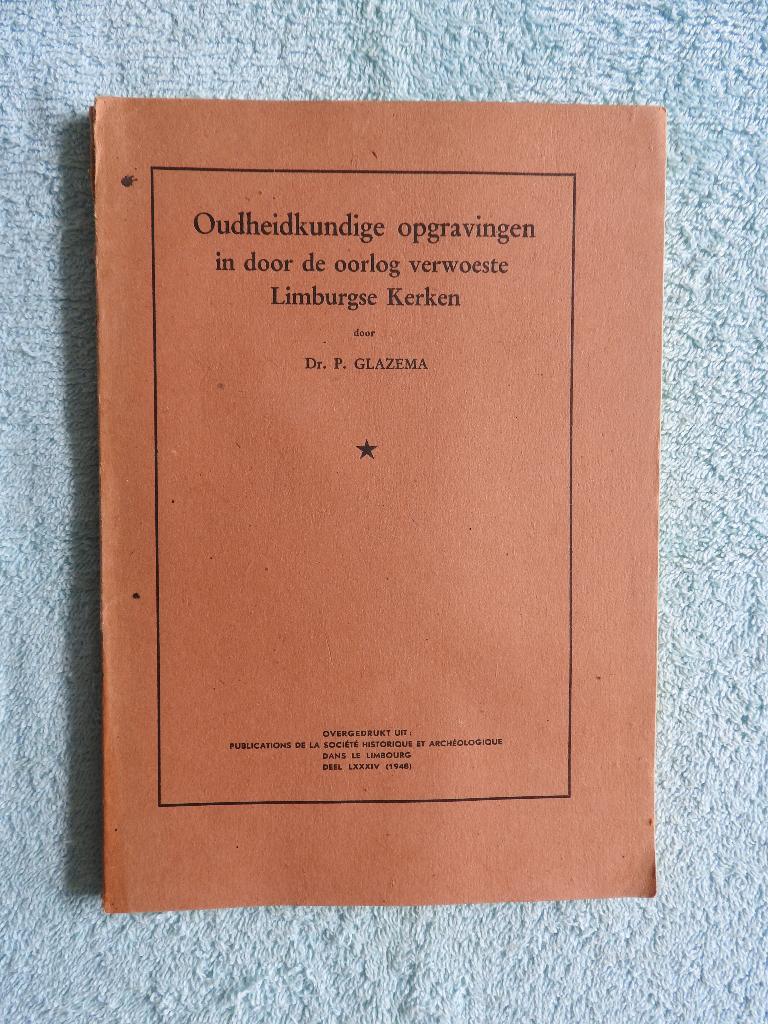 Oudheidkundige opgravingen
in door de oorlog verwoeste
Limburgse Kerken
door
Dr. P. GLAZEMA
OVERGEDRUKT UIT:
PUBLICATIONS DE LA SOCIÉTÉ HISTORIQUE ET ARCHÉOLOGIQUE
DANS LE LIMBOURG
DEEL LXXXIV (1948)